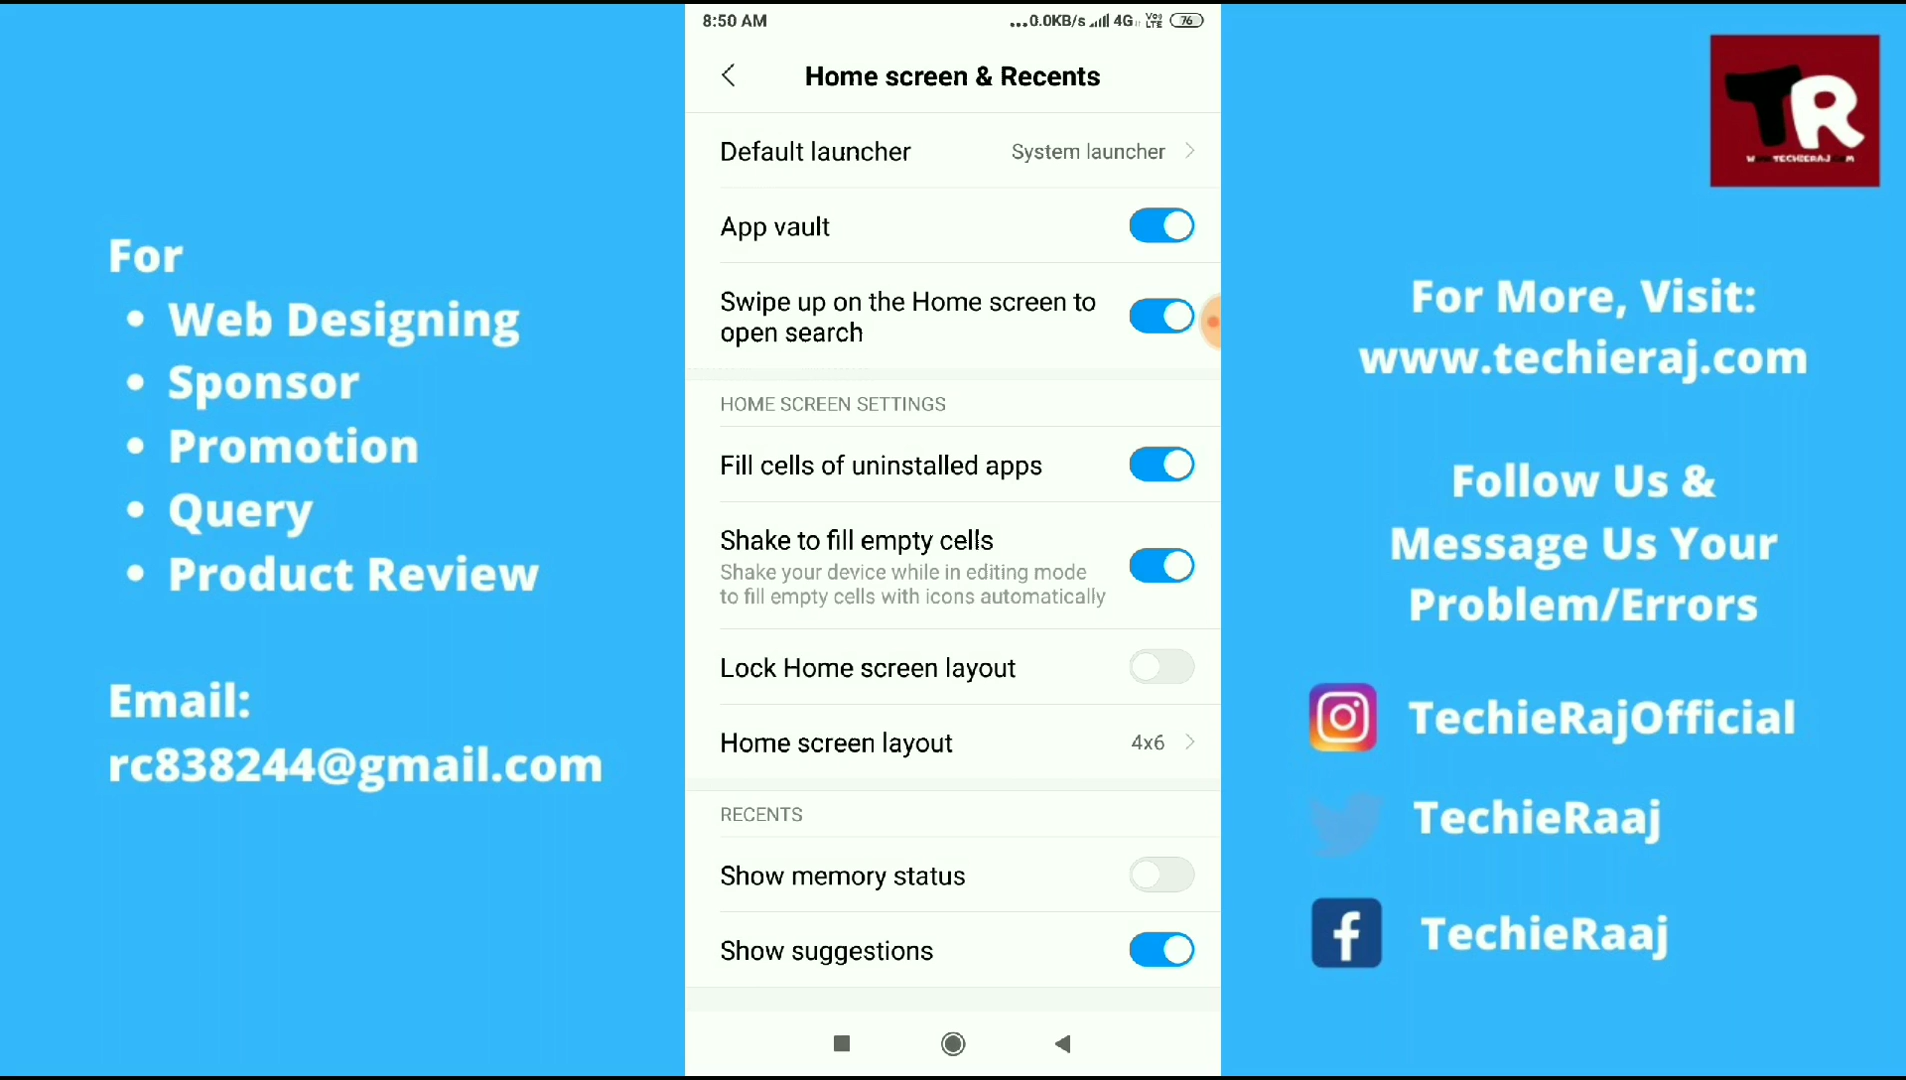 For
• Web Designing
• Sponsor
• Promotion
• Query
• Product Review
Email:
rc838244@gmail.com
8:50 AM
...0.0KB/s 4G Vo LTE 76
Home screen & Recents
Default launcher System launcher
App vault
Swipe up on the Home screen to
open search
HOME SCREEN SETTINGS
Fill cells of uninstalled apps
Shake to fill empty cells
Shake your device while in editing mode
to fill empty cells with icons automatically
Lock Home screen layout
Home screen layout 4x6
RECENTS
Show memory status
Show suggestions
TR
WWW.TECHIERAJ.COM
For More, Visit:
www.techieraj.com
Follow Us &
Message Us Your
Problem/Errors
TechieRajOfficial
TechieRaaj
f TechieRaaj